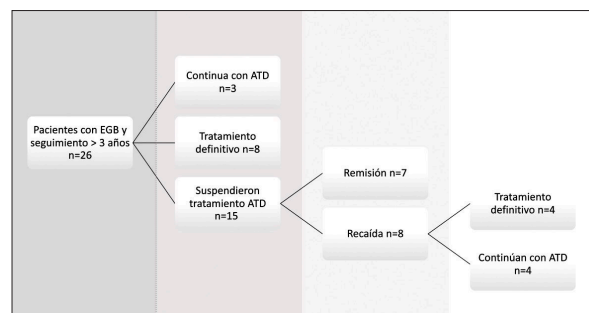 Pacientes con EGB y
seguimiento > 3 años
n=26
Continua con ATD
n=3
Tratamiento
definitivo n=8
Suspendieron
tratamiento ATD
n=15
Remisión n=7
Recaída n=8
Tratamiento
definitivo n=4
Continúan con ATD
n=4